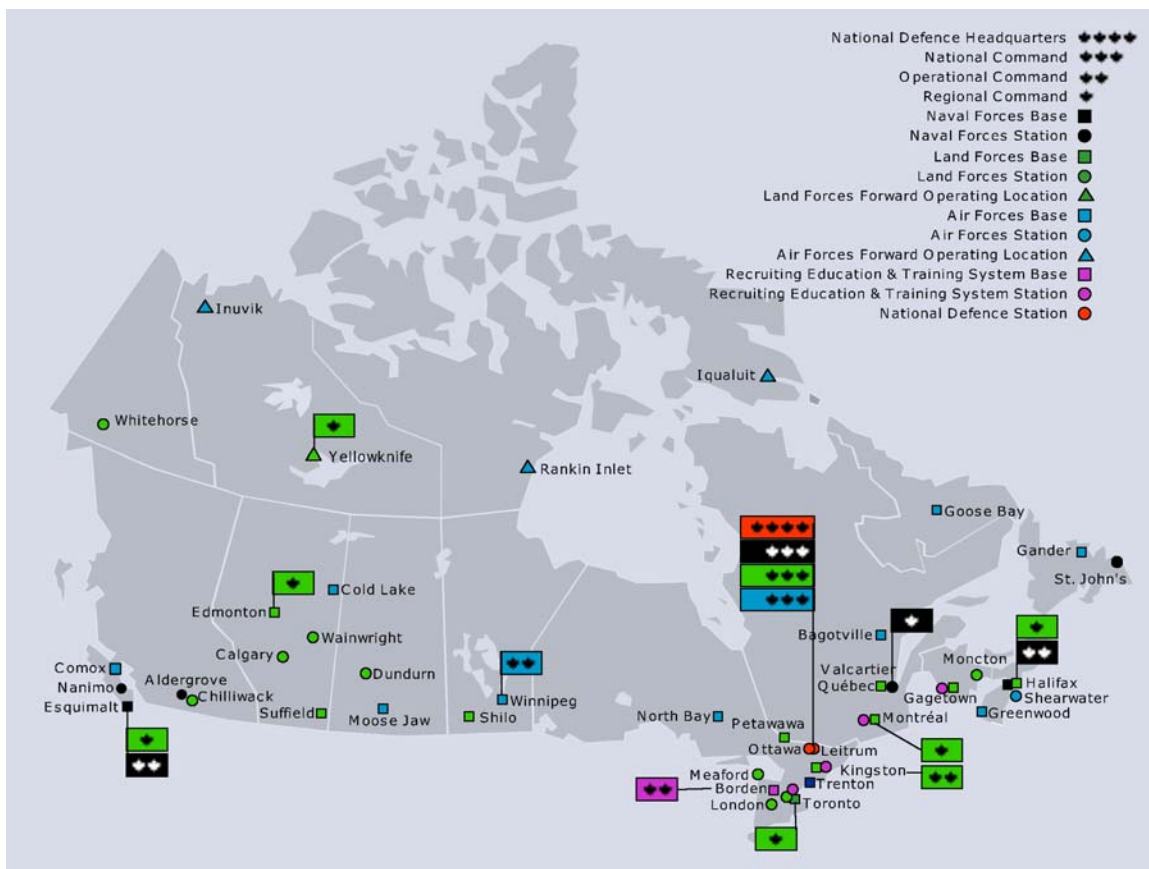 National Defence Headquarters
National Command
Operational Command
Regional Command
Naval Forces Base
Naval Forces Station
Land Forces Base
Land Forces Station
Land Forces Forward Operating Location
Air Forces Base
Air Forces Station
Air Forces Forward Operating Location
Recruiting Education & Training System Base
Recruiting Education & Training System Station
National Defence Station
Inuvik
Iqualuit
Whitehorse
Yellowknife
Rankin Inlet
Goose Bay
Gander
St. John's
Cold Lake
Edmonton
Wainwright
Bagotville
Calgary
Moncton
Comox
Aldergrove
Dundurn
Valcartier
Nanimo
Chilliwack
Winnipeg
Québec
Halifax
Esquimalt
Gagetown
Shearwater
Suffield
Moose Jaw
Shilo
North Bay
Greenwood
Petawawa
Montréal
Ottawa
Leitrum
Meaford
Kingston
Borden
Trenton
London
Toronto